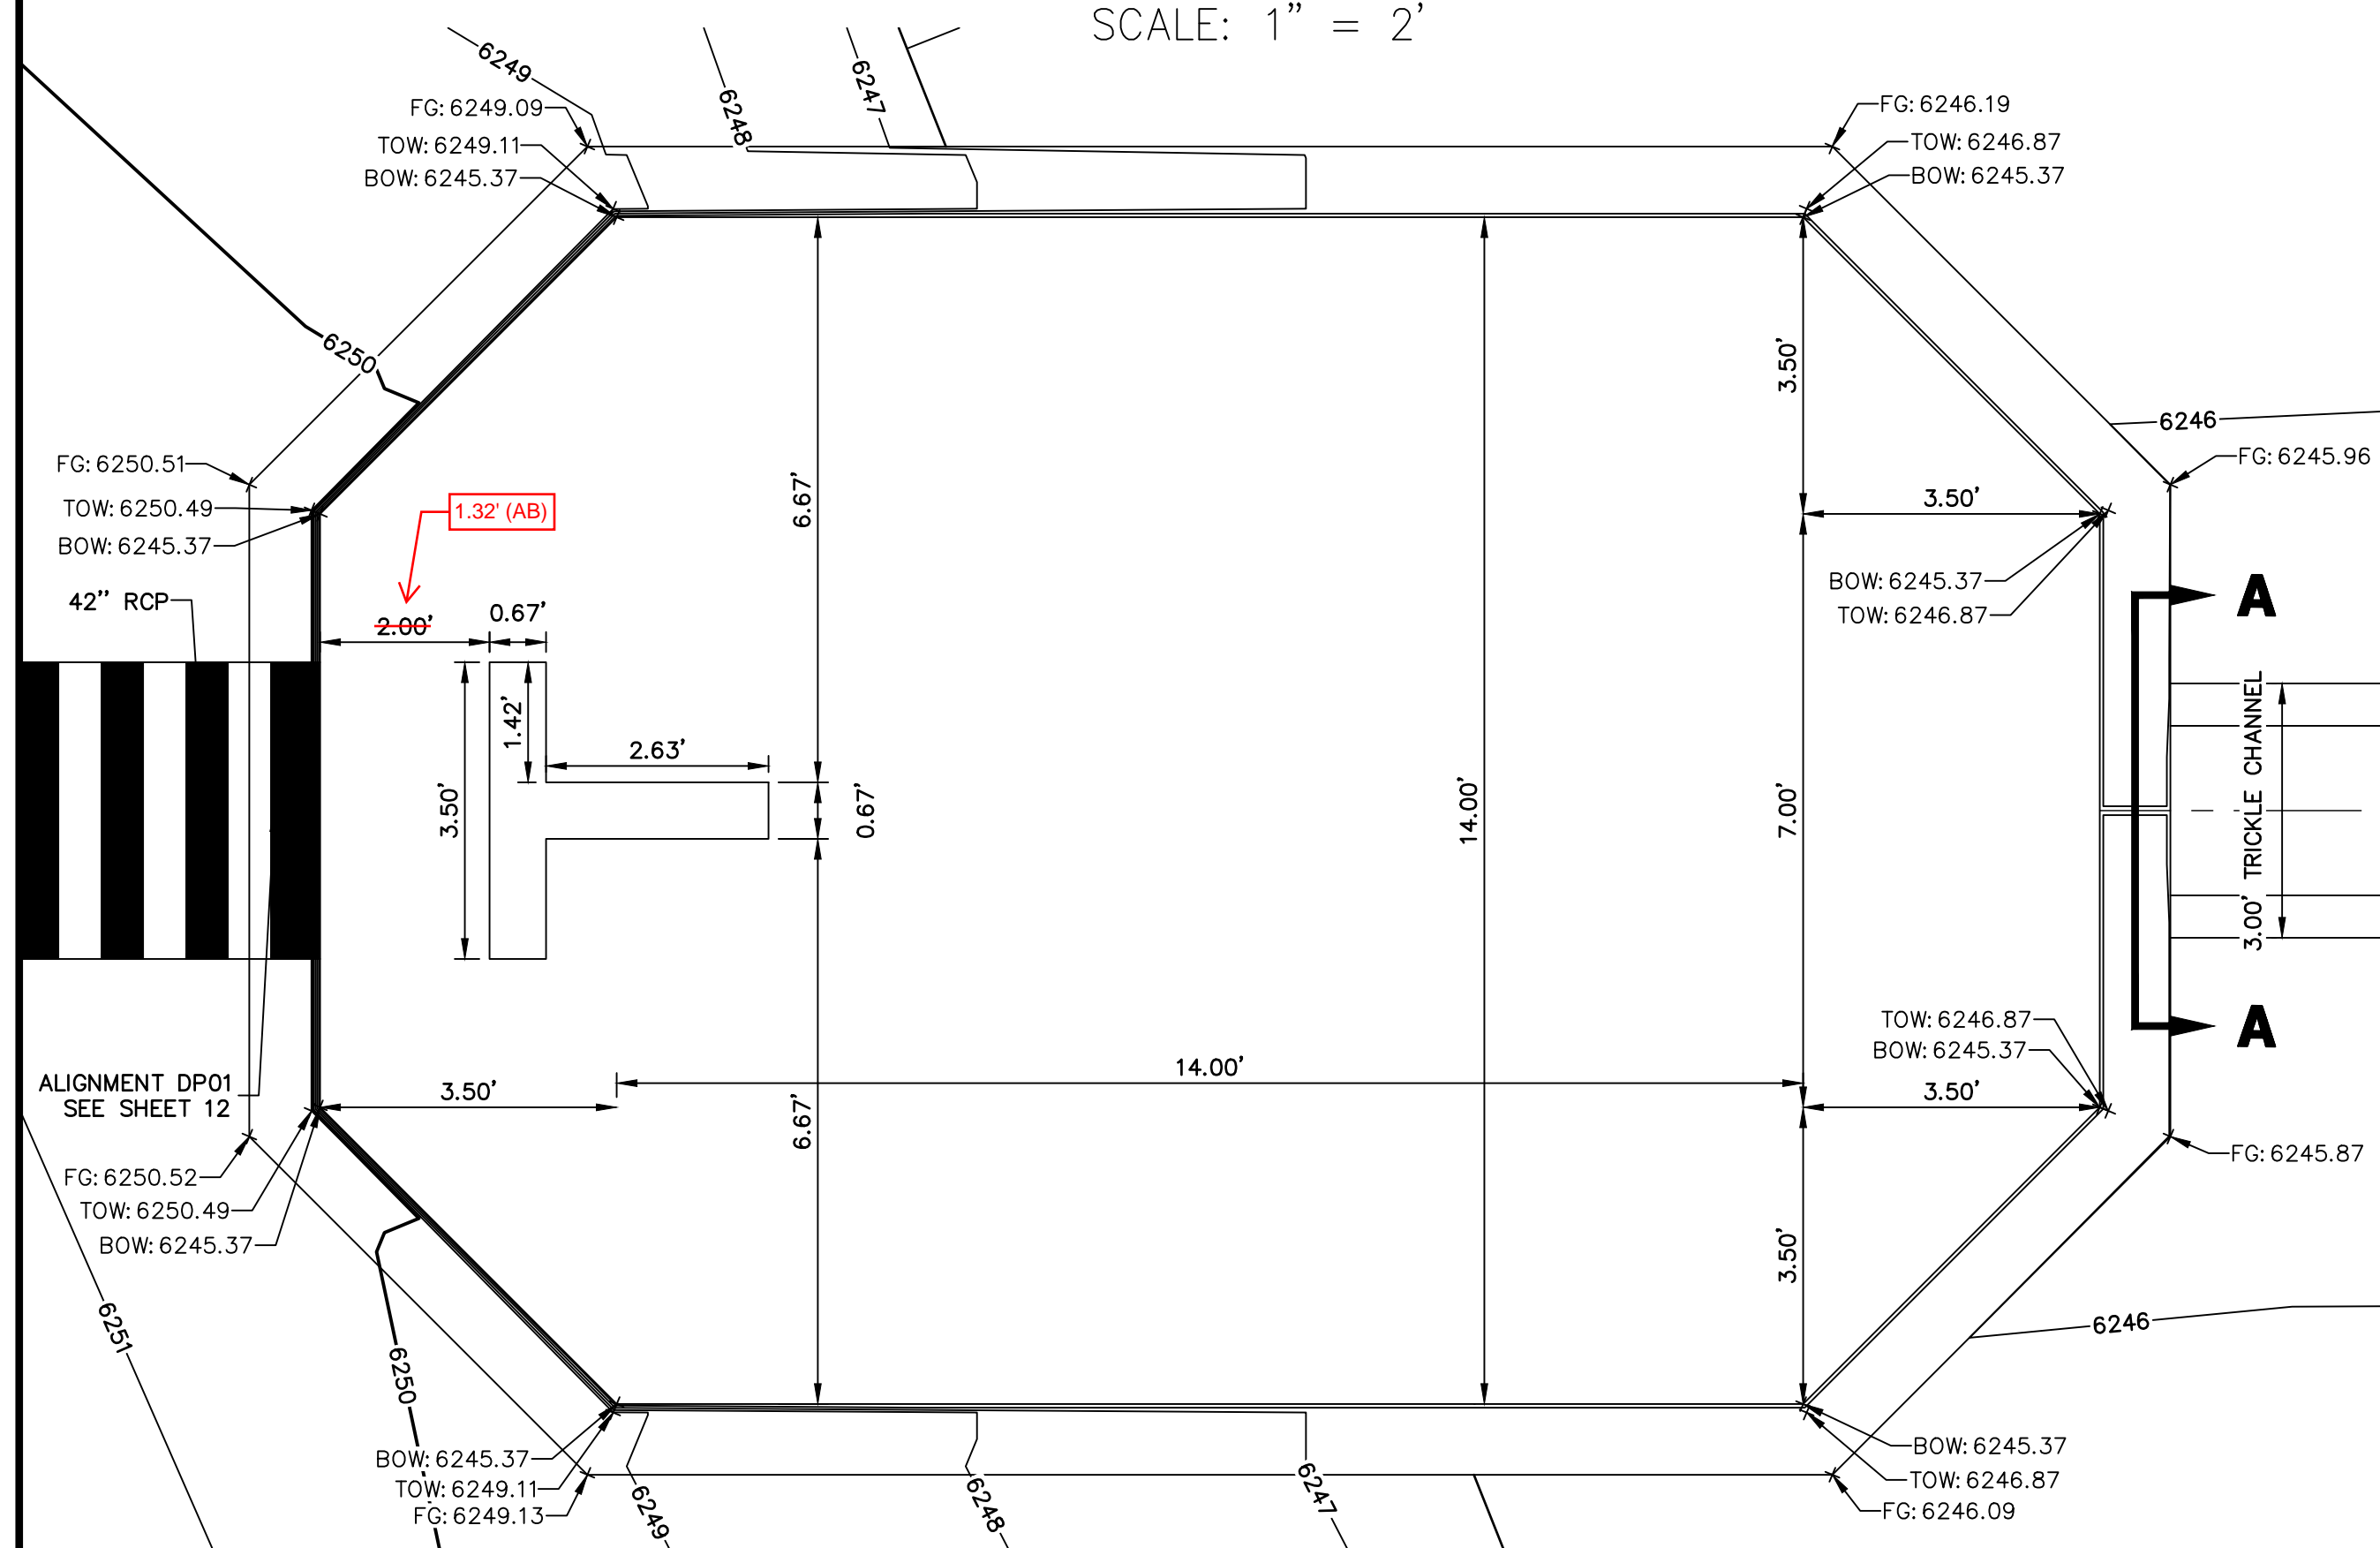 SCALE: 1” = 2'
6249
6248
6247
FG: 6249.09
FG: 6246.19
TOW: 6249.11
TOW: 6246.87
BOW: 6245.37
BOW: 6245.37
6250
3.50'
6246
FG: 6250.51
FG: 6245.96
TOW: 6250.49
1.32' (AB)
6.67'
3.50'
BOW: 6245.37
BOW: 6245.37
42” RCP
2.00'
0.67'
TOW: 6246.87
A
1.42'
2.63'
3.50'
0.67'
14.00'
7.00'
3.00' TRICKLE CHANNEL
TOW: 6246.87
A
BOW: 6245.37
ALIGNMENT DP01
SEE SHEET 12
3.50'
14.00'
3.50'
6.67'
FG: 6250.52
FG: 6245.87
TOW: 6250.49
BOW: 6245.37
3.50'
6251
6250
6246
BOW: 6245.37
BOW: 6245.37
TOW: 6249.11
TOW: 6246.87
FG: 6249.13
FG: 6246.09
6249
6248
6247